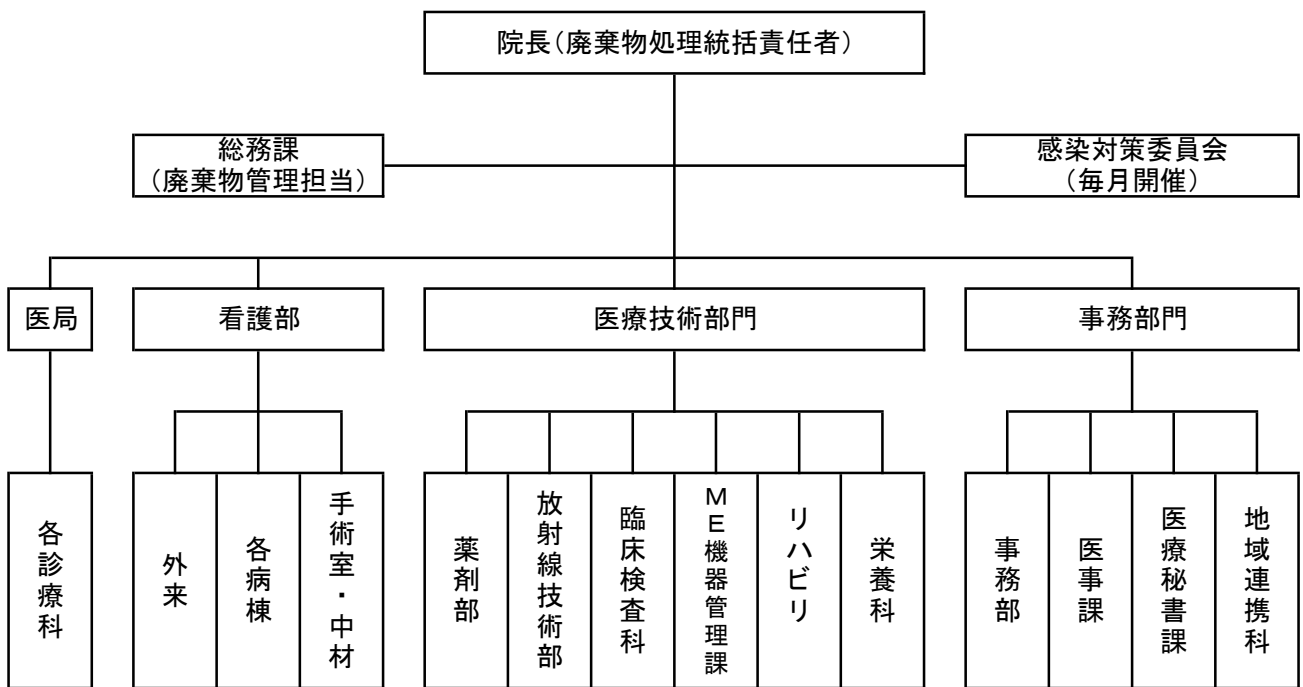 院長（廃棄物処理統括責任者）
総務課
（廃棄物管理担当）
感染対策委員会
（毎月開催）
医局
看護部
医療技術部門
事務部門
各診療科
外来
各病棟
手術室・中材
薬剤部
放射線技術部
臨床検査科
ＭＥ機器管理課
リハビリ
栄養科
事務部
医事課
医療秘書課
地域連携科